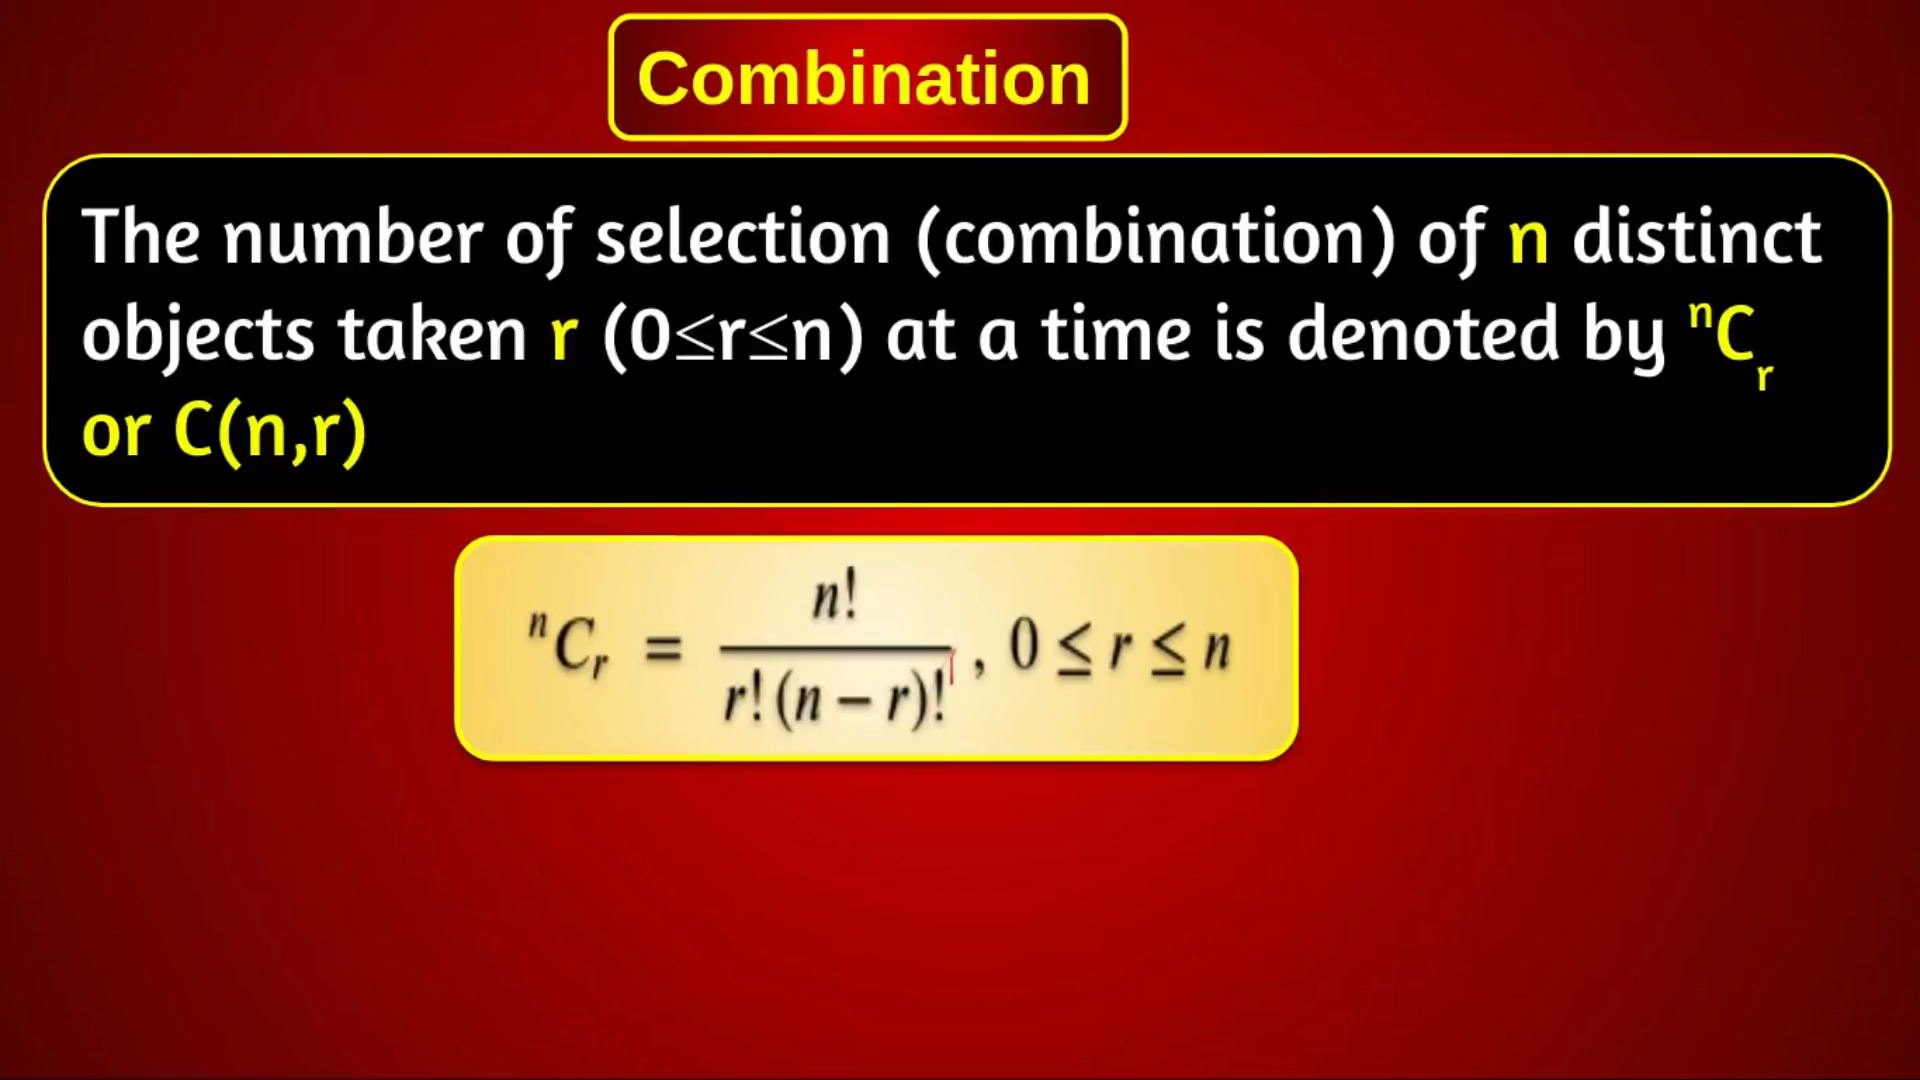 Combination
The number of selection (combination) of n distinct
objects taken r (0≤r≤n) at a time is denoted by ⁿCᵣ
or C(n,r)
ⁿCᵣ = n! / r! (n − r)! , 0 ≤ r ≤ n